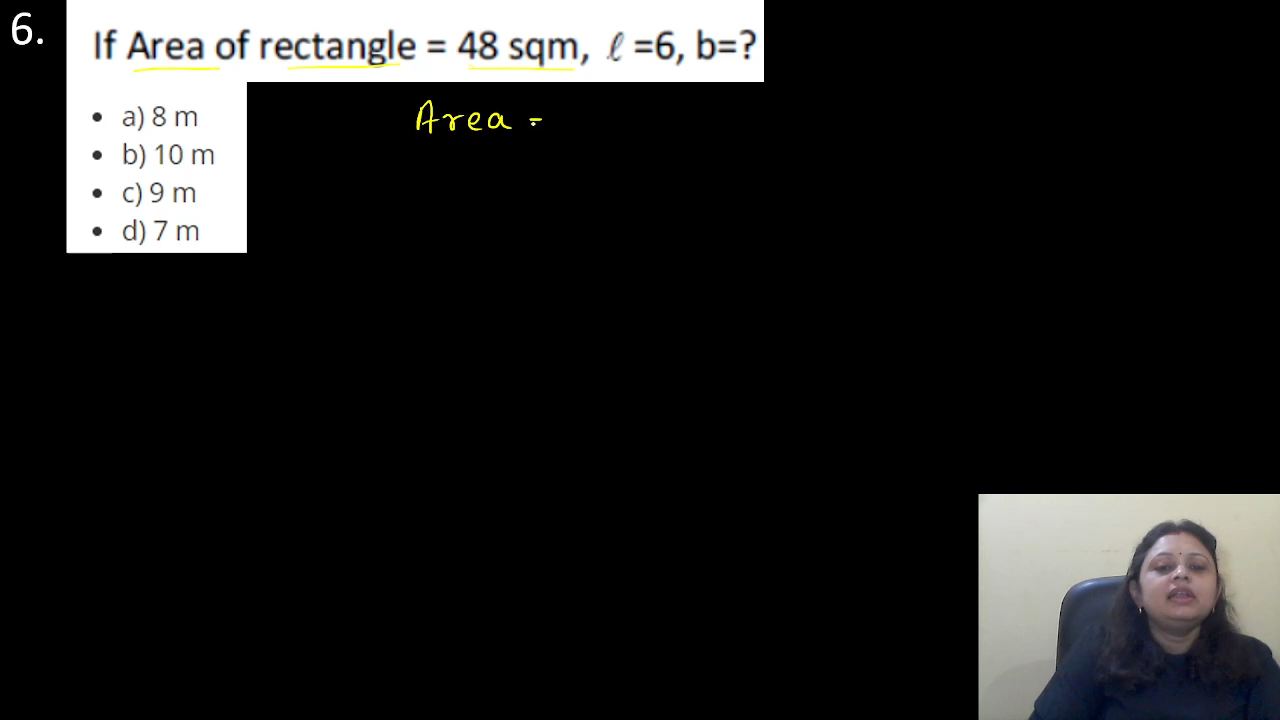 6.
If Area of rectangle = 48 sqm, ℓ =6, b=?
• a) 8 m
• b) 10 m
• c) 9 m
• d) 7 m
Area =